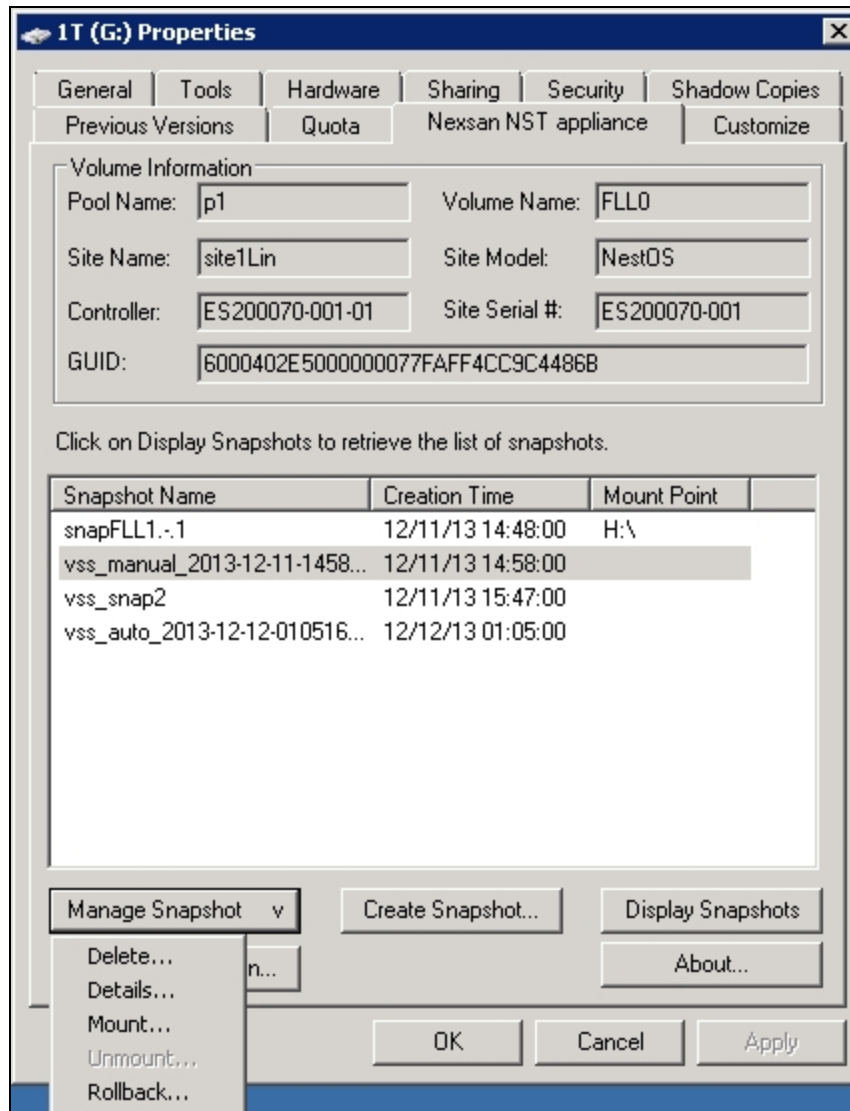 1T (G:) Properties
General Tools Hardware Sharing Security Shadow Copies
Previous Versions Quota Nexsan NST appliance Customize
Volume Information
Pool Name: p1 Volume Name: FLL0
Site Name: site1Lin Site Model: NestOS
Controller: ES200070-001-01 Site Serial #: ES200070-001
GUID: 6000402E5000000077FAFF4CC9C4486B
Click on Display Snapshots to retrieve the list of snapshots.
Snapshot Name Creation Time Mount Point
snapFLL1.-.1 12/11/13 14:48:00 H:\
vss_manual_2013-12-11-1458... 12/11/13 14:58:00
vss_snap2 12/11/13 15:47:00
vss_auto_2013-12-12-010516... 12/12/13 01:05:00
Manage Snapshot v Create Snapshot... Display Snapshots
Delete... n... About...
Details...
Mount... OK Cancel Apply
Unmount...
Rollback...